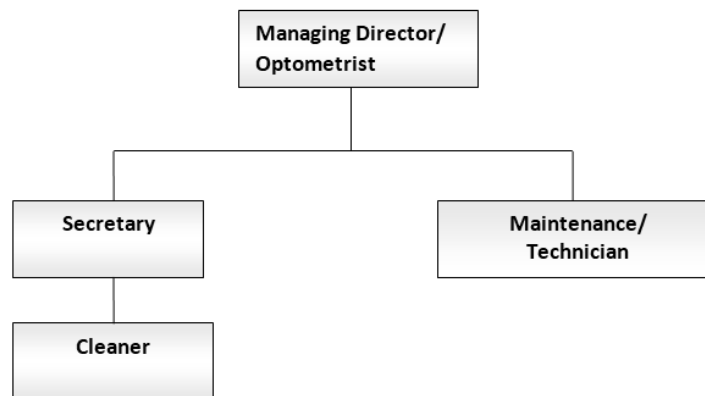 Managing Director/
Optometrist
Secretary
Maintenance/
Technician
Cleaner